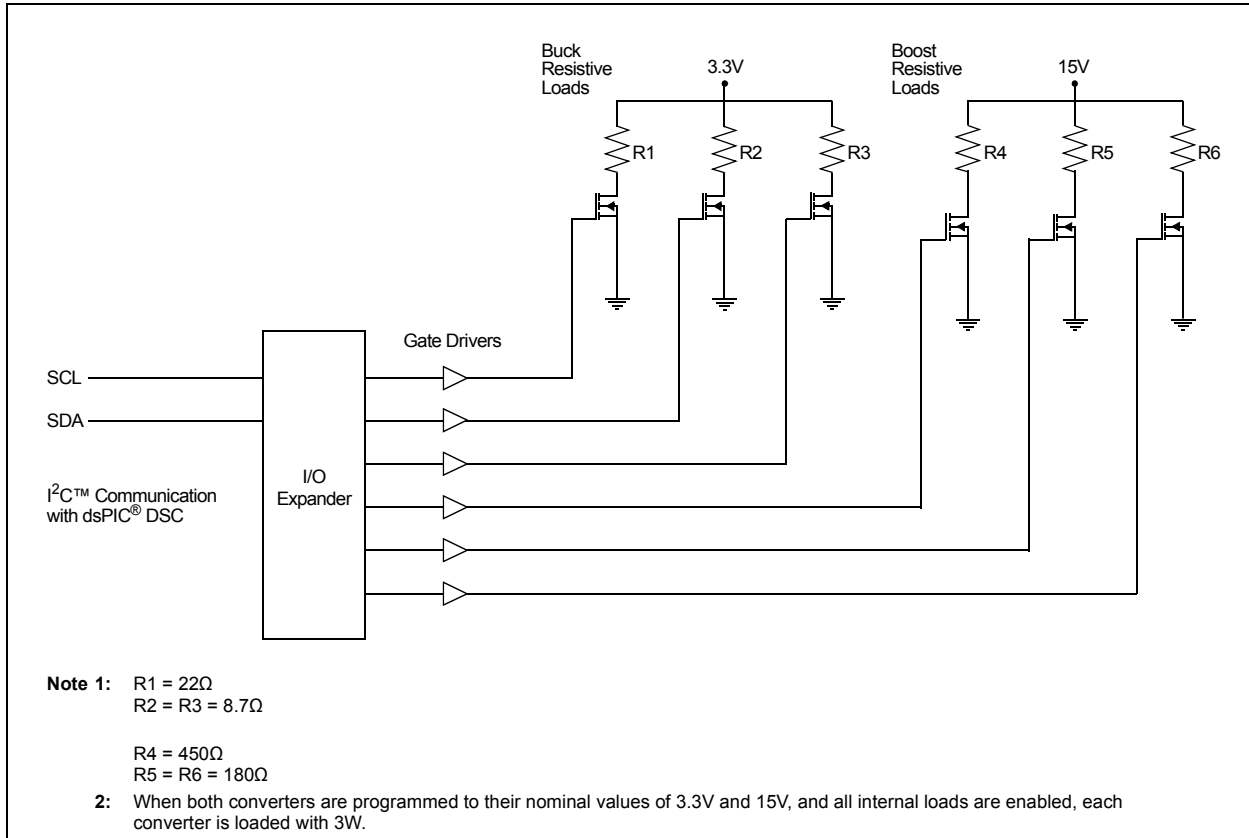 Buck
Resistive
Loads
3.3V
Boost
Resistive
Loads
15V
R1
R2
R3
R4
R5
R6
Gate Drivers
SCL
SDA
I/O
Expander
I²C™ Communication
with dsPIC® DSC
Note 1: R1 = 22Ω
R2 = R3 = 8.7Ω
R4 = 450Ω
R5 = R6 = 180Ω
2: When both converters are programmed to their nominal values of 3.3V and 15V, and all internal loads are enabled, each
converter is loaded with 3W.